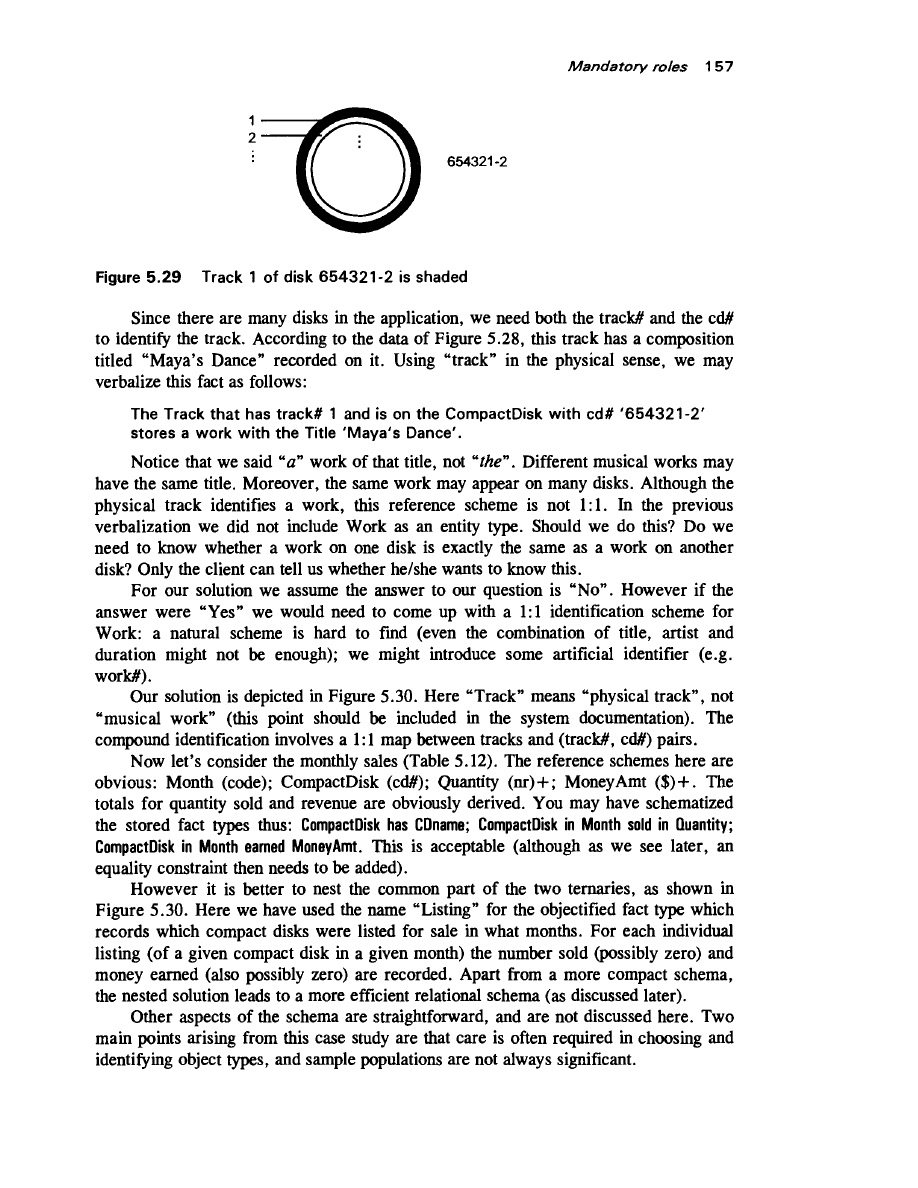 Mandatory roles 157
1
2
⋮
⋮
654321-2
Figure 5.29 Track 1 of disk 654321-2 is shaded
Since there are many disks in the application, we need both the track# and the cd#
to identify the track. According to the data of Figure 5.28, this track has a composition
titled “Maya's Dance” recorded on it. Using “track” in the physical sense, we may
verbalize this fact as follows:
The Track that has track# 1 and is on the CompactDisk with cd# '654321-2'
stores a work with the Title 'Maya's Dance'.
Notice that we said “a” work of that title, not “the”. Different musical works may
have the same title. Moreover, the same work may appear on many disks. Although the
physical track identifies a work, this reference scheme is not 1:1. In the previous
verbalization we did not include Work as an entity type. Should we do this? Do we
need to know whether a work on one disk is exactly the same as a work on another
disk? Only the client can tell us whether he/she wants to know this.
For our solution we assume the answer to our question is “No”. However if the
answer were “Yes” we would need to come up with a 1:1 identification scheme for
Work: a natural scheme is hard to find (even the combination of title, artist and
duration might not be enough); we might introduce some artificial identifier (e.g.
work#).
Our solution is depicted in Figure 5.30. Here “Track” means “physical track”, not
“musical work” (this point should be included in the system documentation). The
compound identification involves a 1:1 map between tracks and (track#, cd#) pairs.
Now let's consider the monthly sales (Table 5.12). The reference schemes here are
obvious: Month (code); CompactDisk (cd#); Quantity (nr)+; MoneyAmt ($)+. The
totals for quantity sold and revenue are obviously derived. You may have schematized
the stored fact types thus: CompactDisk has CDname; CompactDisk in Month sold in Quantity;
CompactDisk in Month earned MoneyAmt. This is acceptable (although as we see later, an
equality constraint then needs to be added).
However it is better to nest the common part of the two ternaries, as shown in
Figure 5.30. Here we have used the name “Listing” for the objectified fact type which
records which compact disks were listed for sale in what months. For each individual
listing (of a given compact disk in a given month) the number sold (possibly zero) and
money earned (also possibly zero) are recorded. Apart from a more compact schema,
the nested solution leads to a more efficient relational schema (as discussed later).
Other aspects of the schema are straightforward, and are not discussed here. Two
main points arising from this case study are that care is often required in choosing and
identifying object types, and sample populations are not always significant.